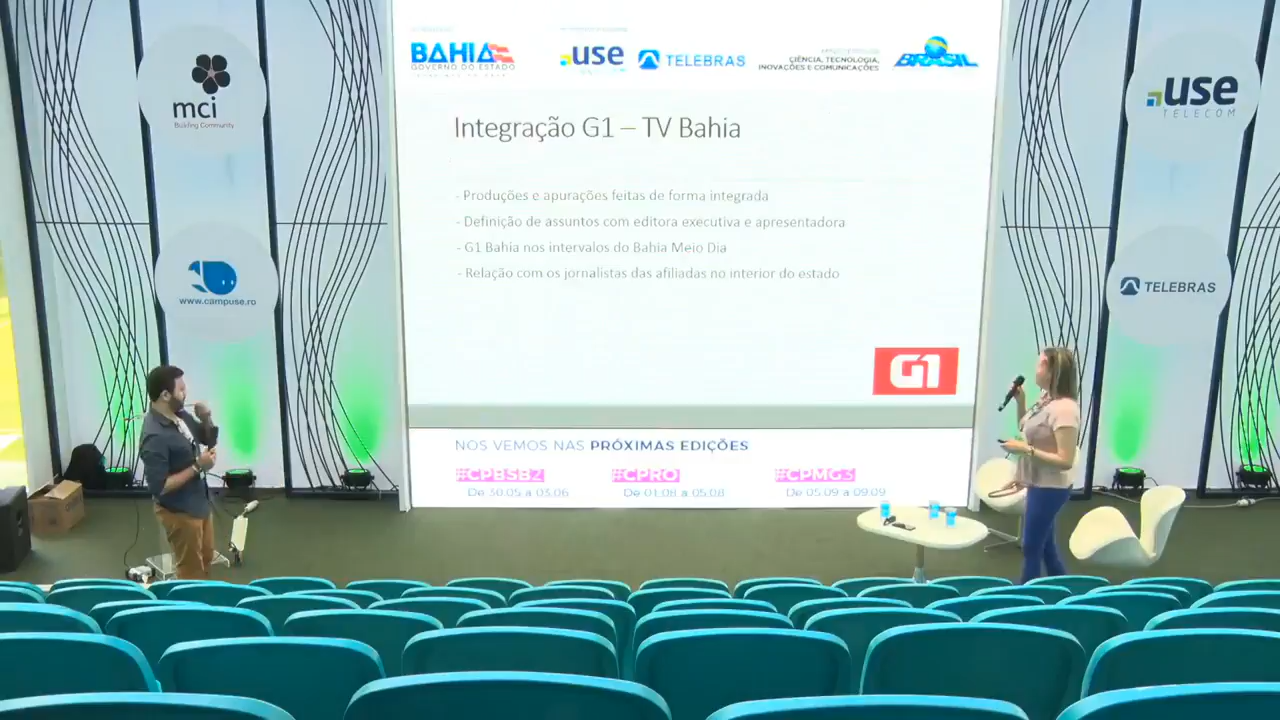 mci
Building Community
www.campuse.ro
BAHIA
GOVERNO DO ESTADO
use
TELEBRAS
CIÊNCIA, TECNOLOGIA,
INOVAÇÕES E COMUNICAÇÕES
BRASIL
Integração G1 – TV Bahia
- Produções e apurações feitas de forma integrada
- Definição de assuntos com editora executiva e apresentadora
- G1 Bahia nos intervalos do Bahia Meio Dia
- Relação com os jornalistas das afiliadas no interior do estado
G1
NOS VEMOS NAS PRÓXIMAS EDIÇÕES
#CPBSB2 #CPRO #CPMG3
De 30.05 a 03.06 De 01.08 a 05.08 De 05.09 a 09.09
use
TELECOM
TELEBRAS